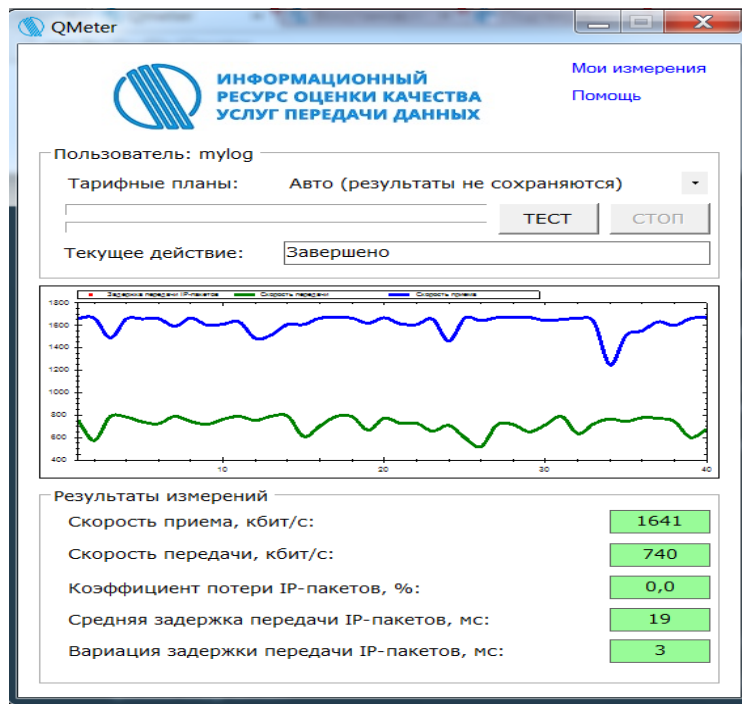 QMeter
ИНФОРМАЦИОННЫЙ
РЕСУРС ОЦЕНКИ КАЧЕСТВА
УСЛУГ ПЕРЕДАЧИ ДАННЫХ
Мои измерения
Помощь
Пользователь: mylog
Тарифные планы: Авто (результаты не сохраняются)
ТЕСТ СТОП
Текущее действие: Завершено
Задержка передачи IP-пакетов Скорость передачи Скорость приема
1800
1600
1400
1200
1000
800
600
400
10 20 30 40
Результаты измерений
Скорость приема, кбит/с: 1641
Скорость передачи, кбит/с: 740
Коэффициент потери IP-пакетов, %: 0,0
Средняя задержка передачи IP-пакетов, мс: 19
Вариация задержки передачи IP-пакетов, мс: 3